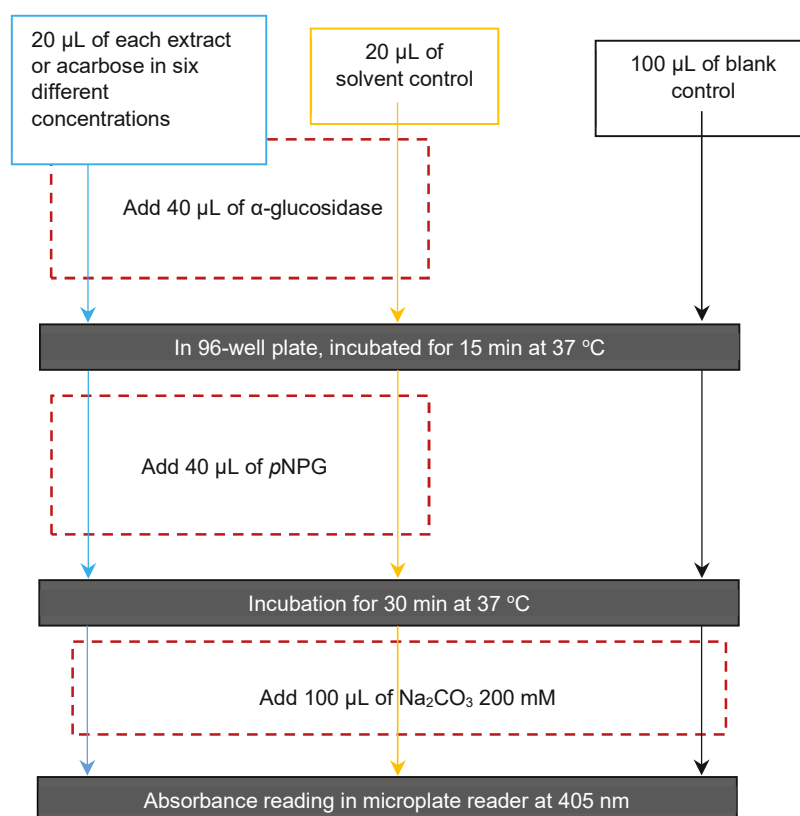 20 µL of each extract
or acarbose in six
different
concentrations
20 µL of
solvent control
100 µL of blank
control
Add 40 µL of α-glucosidase
In 96-well plate, incubated for 15 min at 37 °C
Add 40 µL of pNPG
Incubation for 30 min at 37 °C
Add 100 µL of Na₂CO₃ 200 mM
Absorbance reading in microplate reader at 405 nm